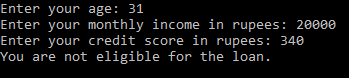 Enter your age: 31
Enter your monthly income in rupees: 20000
Enter your credit score in rupees: 340
You are not eligible for the loan.